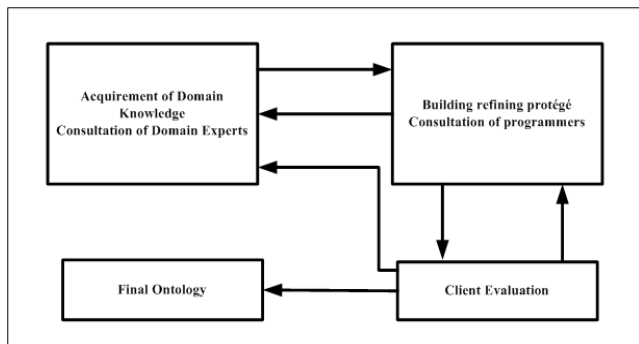 Acquirement of Domain
Knowledge
Consultation of Domain Experts
Building refining protégé
Consultation of programmers
Final Ontology
Client Evaluation